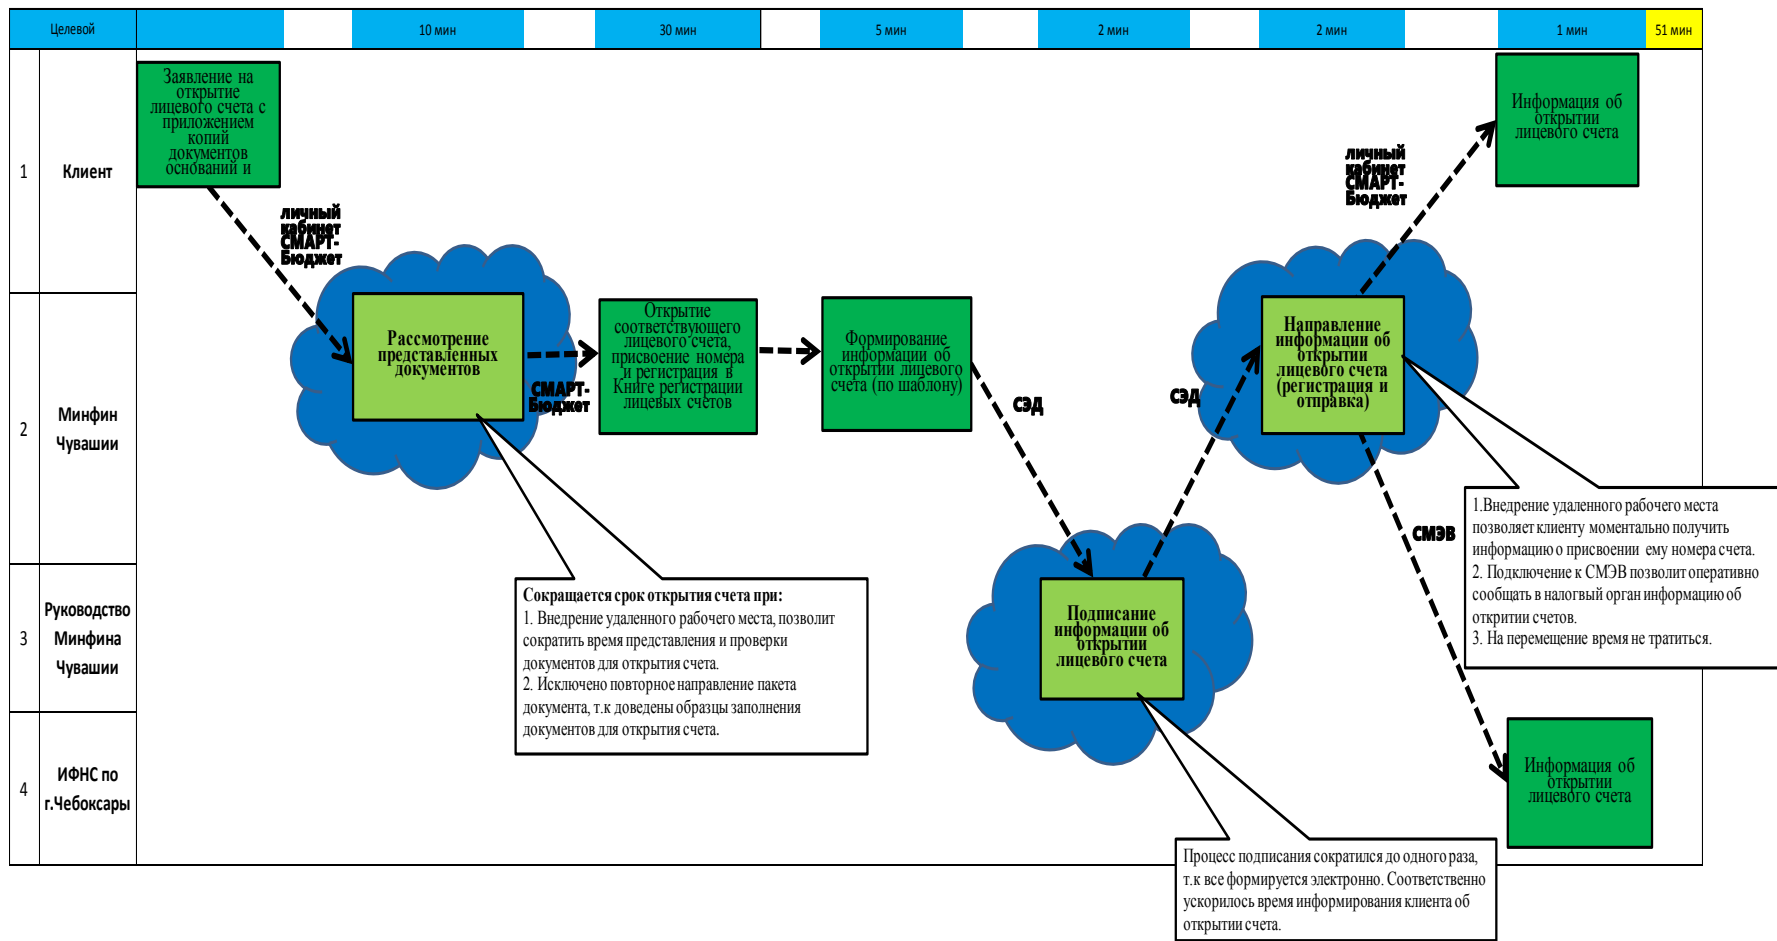 Целевой
10 мин
30 мин
5 мин
2 мин
2 мин
1 мин
51 мин
1
Клиент
Заявление на
открытие
лицевого счета с
приложением
копий
документов
оснований и
личный
кабинет
СМАРТ-
Бюджет
личный
кабинет
СМАРТ-
Бюджет
Информация об
открытии
лицевого счета
2
Минфин
Чувашии
Рассмотрение
представленных
документов
СМАРТ-
Бюджет
Открытие
соответствующего
лицевого счета,
присвоение номера
и регистрация в
Книге регистрации
лицевых счетов
Формирование
информации об
открытии лицевого
счета (по шаблону)
СЭД
СЭД
Направление
информации об
открытии
лицевого счета
(регистрация и
отправка)
СМЭВ
1.Внедрение удаленного рабочего места
позволяет клиенту моментально получить
информацию о присвоении ему номера счета.
2. Подключение к СМЭВ позволит оперативно
сообщать в налогвый орган информацию об
откритии счетов.
3. На перемещение время не тратиться.
3
Руководство
Минфина
Чувашии
Сокращается срок открытия счета при:
1. Внедрение удаленного рабочего места, позволит
сократить время представления и проверки
документов для открытия счета.
2. Исключено повторное направление пакета
документа, т.к доведены образцы заполнения
документов для открытия счета.
Подписание
информации об
открытии
лицевого счета
4
ИФНС по
г.Чебоксары
Информация об
открытии
лицевого счета
Процесс подписания сократился до одного раза,
т.к все формируется электронно. Соответственно
ускорилось время информирования клиента об
открытии счета.